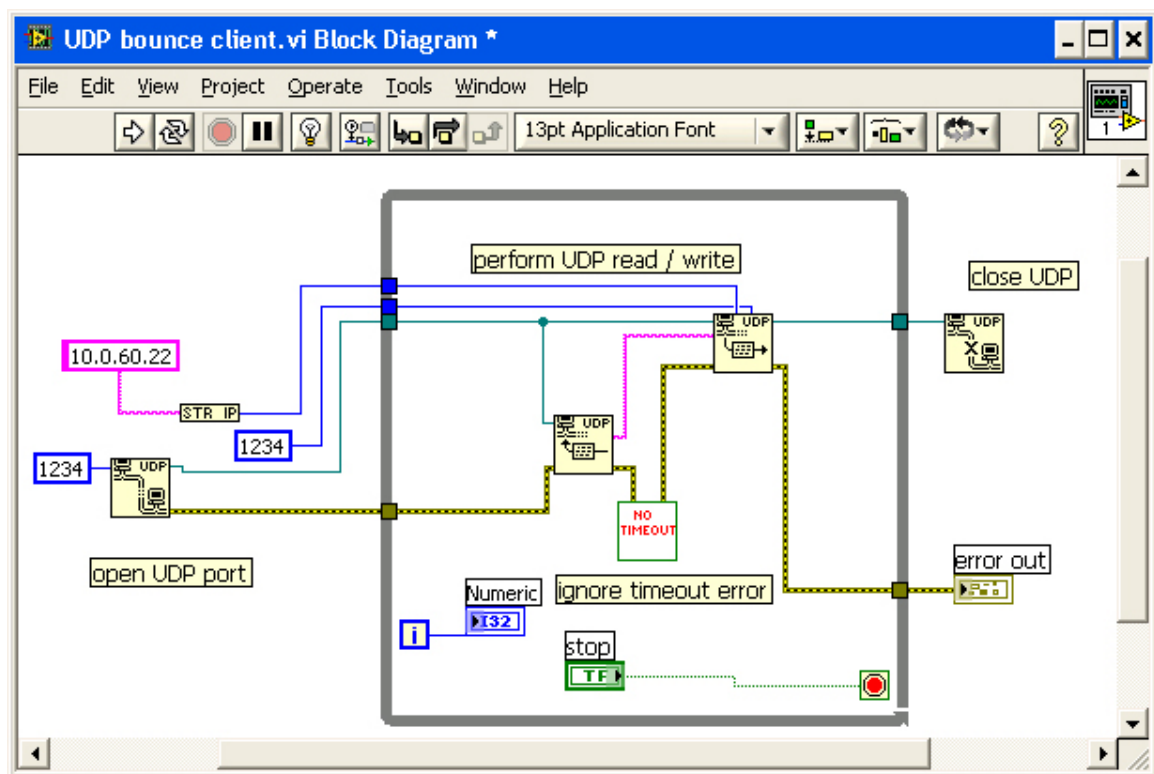 UDP bounce client.vi Block Diagram *
File Edit View Project Operate Tools Window Help
13pt Application Font
1
perform UDP read / write
close UDP
UDP
UDP
10.0.60.22
STR IP
1234
UDP
1234
UDP
NO
TIMEOUT
open UDP port
ignore timeout error
error out
Numeric
I32
i
stop
TF